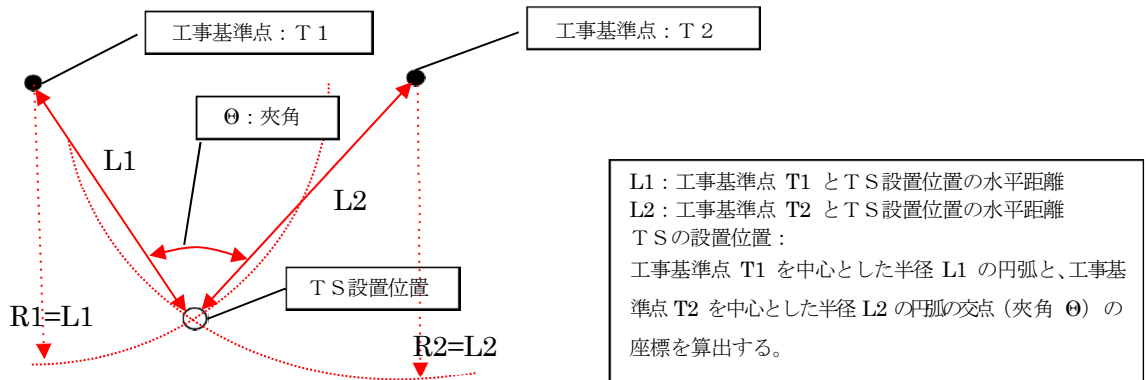 工事基準点：Ｔ１
工事基準点：Ｔ２
Θ：夾角
L1
L2
ＴＳ設置位置
R1=L1
R2=L2
L1：工事基準点 T1 とＴＳ設置位置の水平距離
L2：工事基準点 T2 とＴＳ設置位置の水平距離
ＴＳの設置位置：
工事基準点 T1 を中心とした半径 L1 の円弧と、工事基
準点 T2 を中心とした半径 L2 の円弧の交点（夾角 Θ）の
座標を算出する。